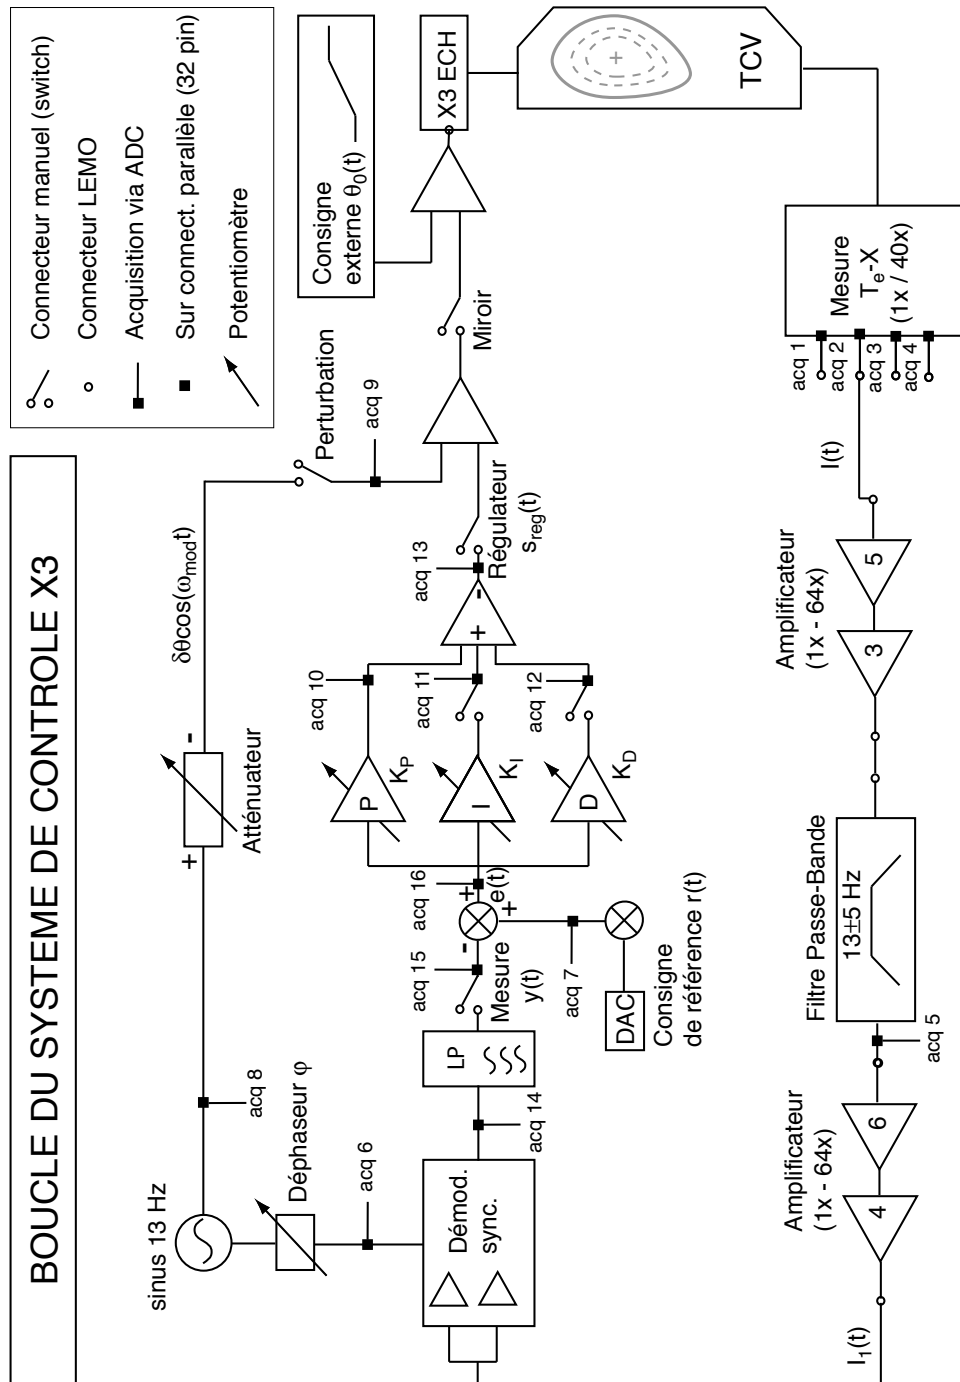 BOUCLE DU SYSTEME DE CONTROLE X3
Connecteur manuel (switch)
Connecteur LEMO
Acquisition via ADC
Sur connect. parallèle (32 pin)
Potentiomètre
sinus 13 Hz
acq 8
+
-
Atténuateur
δθcos(ωmodt)
Perturbation
acq 9
Consigne
externe θ0(t)
X3 ECH
TCV
Déphaseur φ
acq 6
Démod.
sync.
acq 14
LP
acq 15
Mesure
y(t)
-
+
+
acq 16
e(t)
acq 7
DAC
Consigne
de référence r(t)
P
KP
I
KI
D
KD
acq 10
acq 11
acq 12
+
-
acq 13
Régulateur
sreg(t)
Miroir
Mesure
Te-X
(1x / 40x)
acq 1
acq 2
acq 3
acq 4
I(t)
Amplificateur
(1x - 64x)
5
3
Filtre Passe-Bande
13±5 Hz
acq 5
Amplificateur
(1x - 64x)
6
4
I1(t)